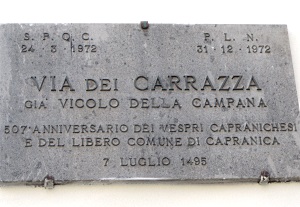 S. P. Q. C. P. L. N.
24 - 3 - 1972 31 - 12 - 1972
VIA DEI CARRAZZA
GIÀ VICOLO DELLA CAMPANA
507° ANNIVERSARIO DEI VESPRI CAPRANICHESI
E DEL LIBERO COMUNE DI CAPRANICA
7 LUGLIO 1495